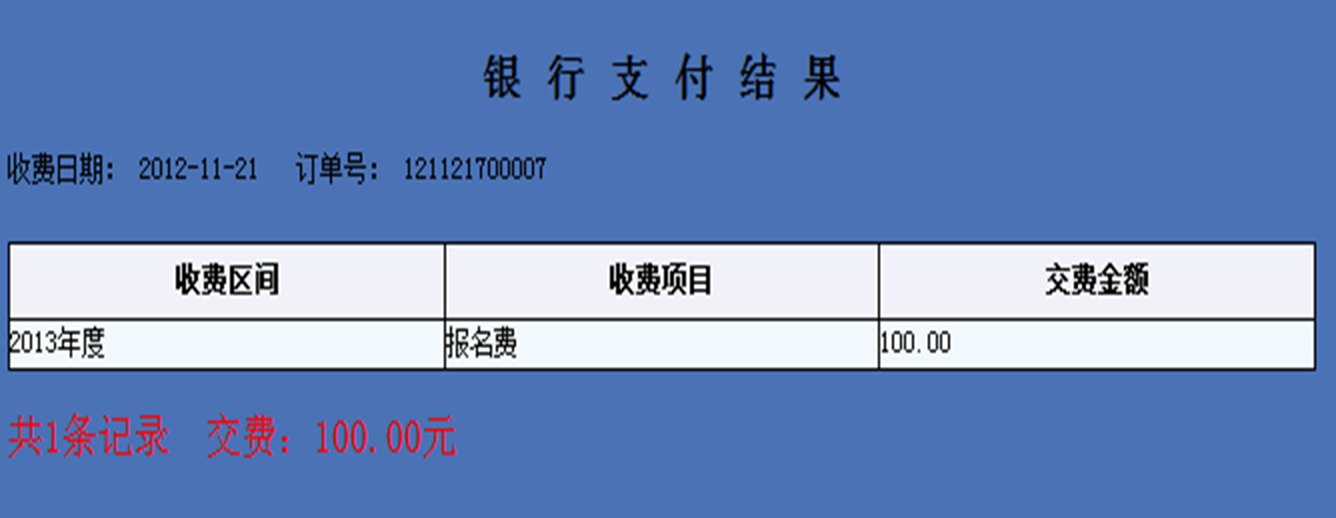 银行支付结果
收费日期： 2012-11-21 订单号： 121121700007
收费区间 收费项目 交费金额
2013年度 报名费 100.00
共1条记录 交费：100.00元